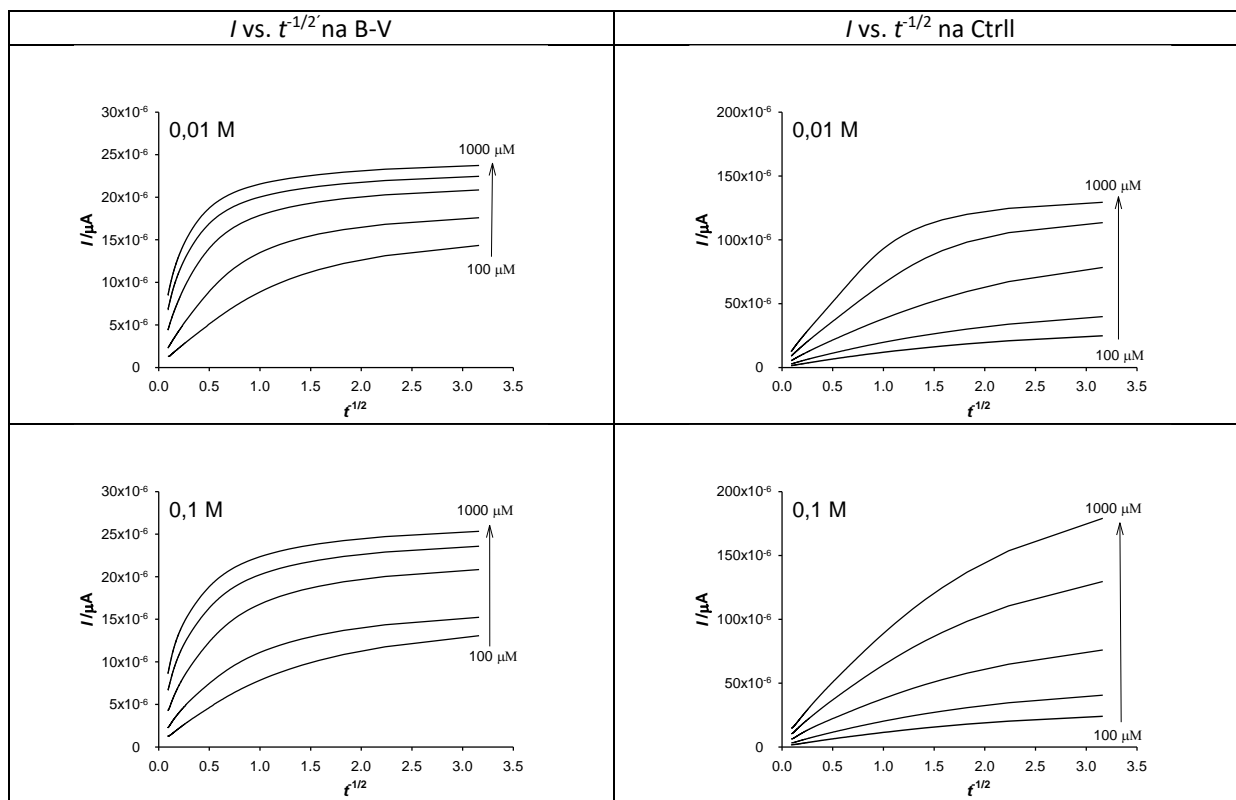 I vs. t-1/2´ na B-V
I vs. t-1/2 na CtrlI
0,01 M
30x10-6
25x10-6
20x10-6
15x10-6
10x10-6
5x10-6
0
I/µA
1000 µM
100 µM
0.0 0.5 1.0 1.5 2.0 2.5 3.0 3.5
t-1/2
0,01 M
200x10-6
150x10-6
100x10-6
50x10-6
0
I/µA
1000 µM
100 µM
0.0 0.5 1.0 1.5 2.0 2.5 3.0 3.5
t-1/2
0,1 M
30x10-6
25x10-6
20x10-6
15x10-6
10x10-6
5x10-6
0
I/µA
1000 µM
100 µM
0.0 0.5 1.0 1.5 2.0 2.5 3.0 3.5
t-1/2
0,1 M
200x10-6
150x10-6
100x10-6
50x10-6
0
I/µA
1000 µM
100 µM
0.0 0.5 1.0 1.5 2.0 2.5 3.0 3.5
t-1/2